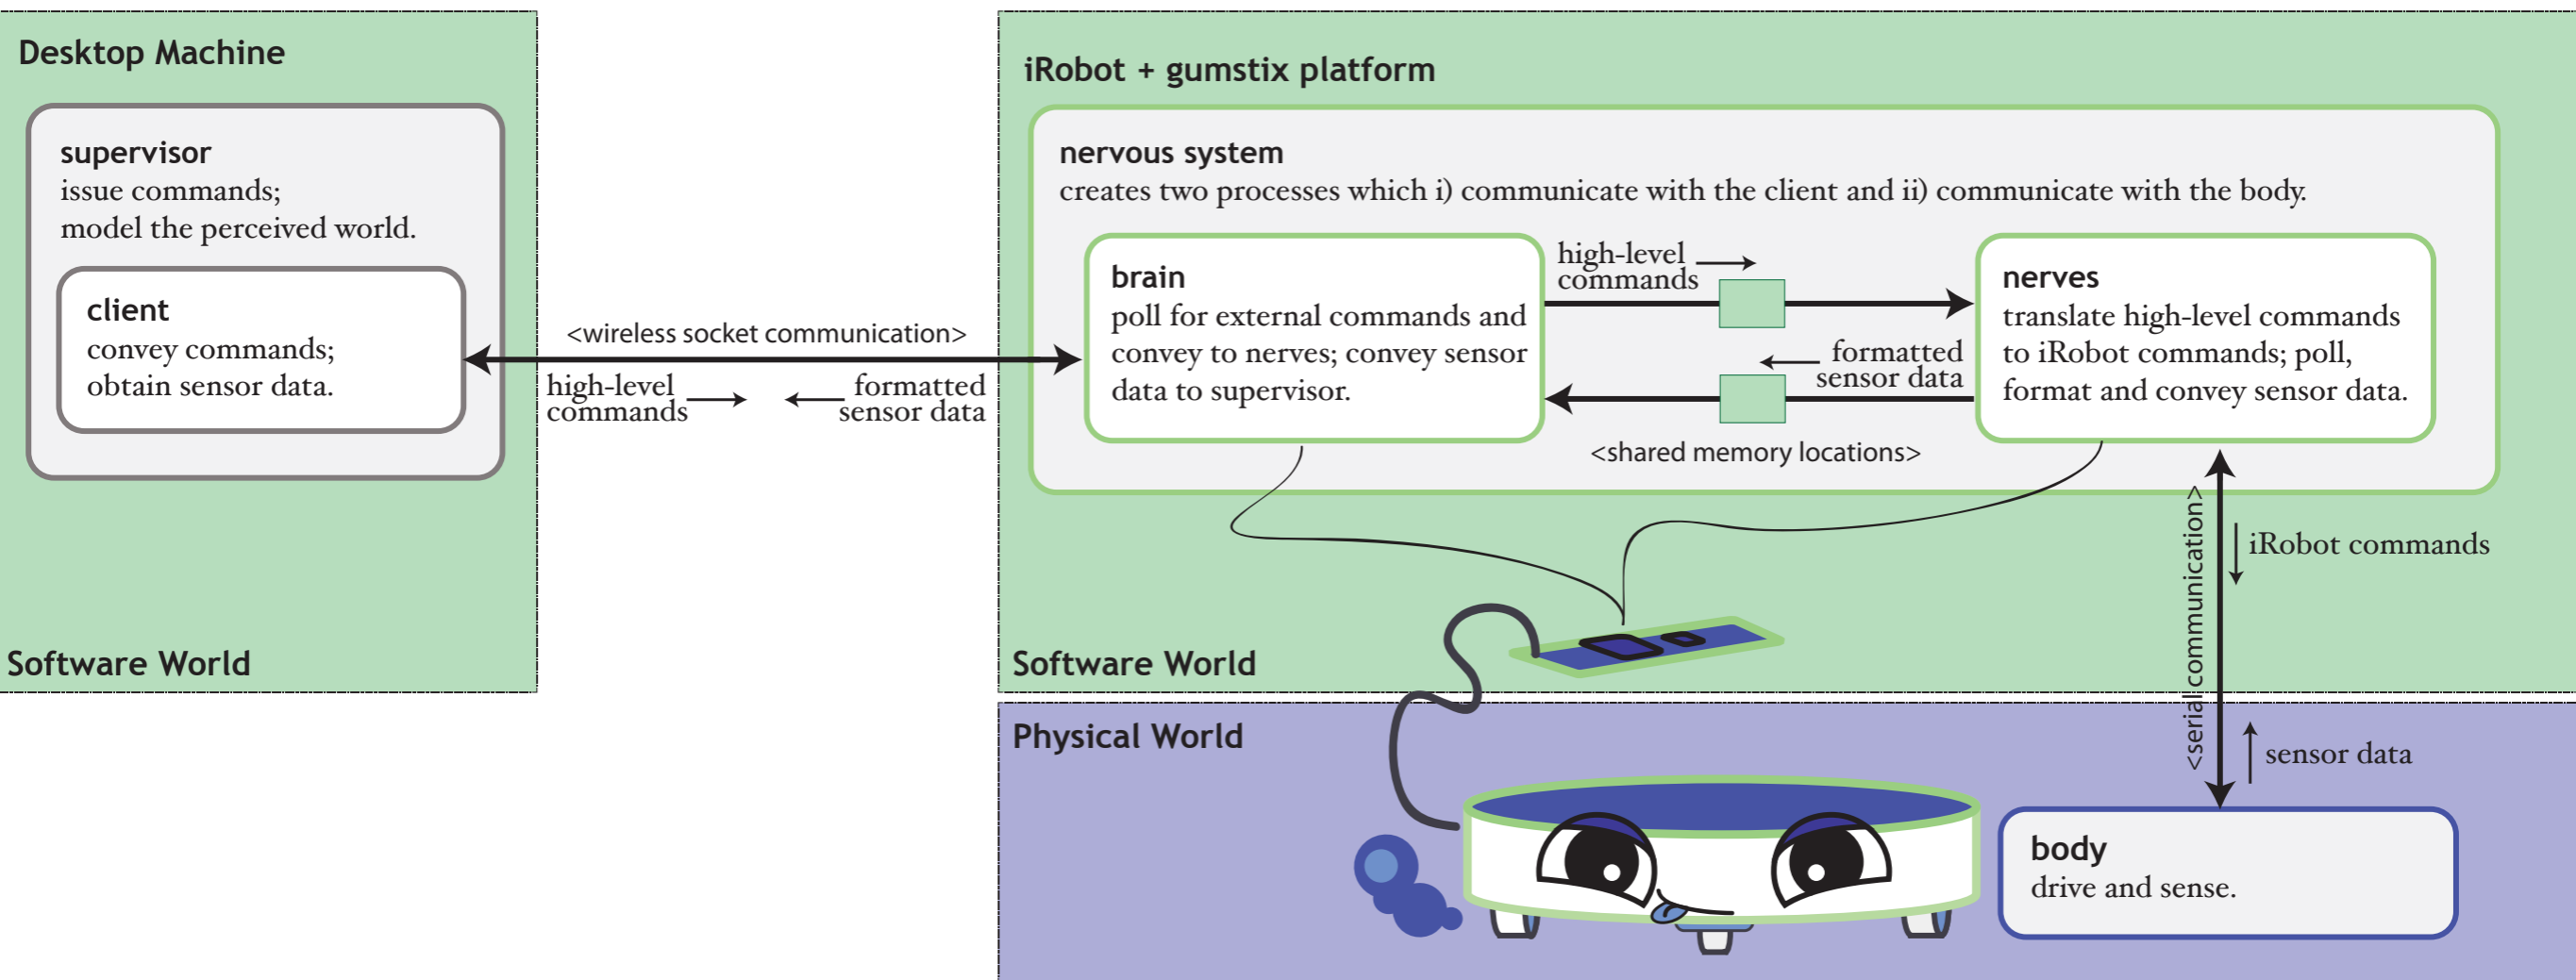 Desktop Machine
supervisor
issue commands;
model the perceived world.
client
convey commands;
obtain sensor data.
Software World
<wireless socket communication>
high-level
commands
formatted
sensor data
iRobot + gumstix platform
nervous system
creates two processes which i) communicate with the client and ii) communicate with the body.
brain
poll for external commands and
convey to nerves; convey sensor
data to supervisor.
high-level
commands
formatted
sensor data
<shared memory locations>
nerves
translate high-level commands
to iRobot commands; poll,
format and convey sensor data.
<serial communication>
iRobot commands
Software World
Physical World
sensor data
body
drive and sense.